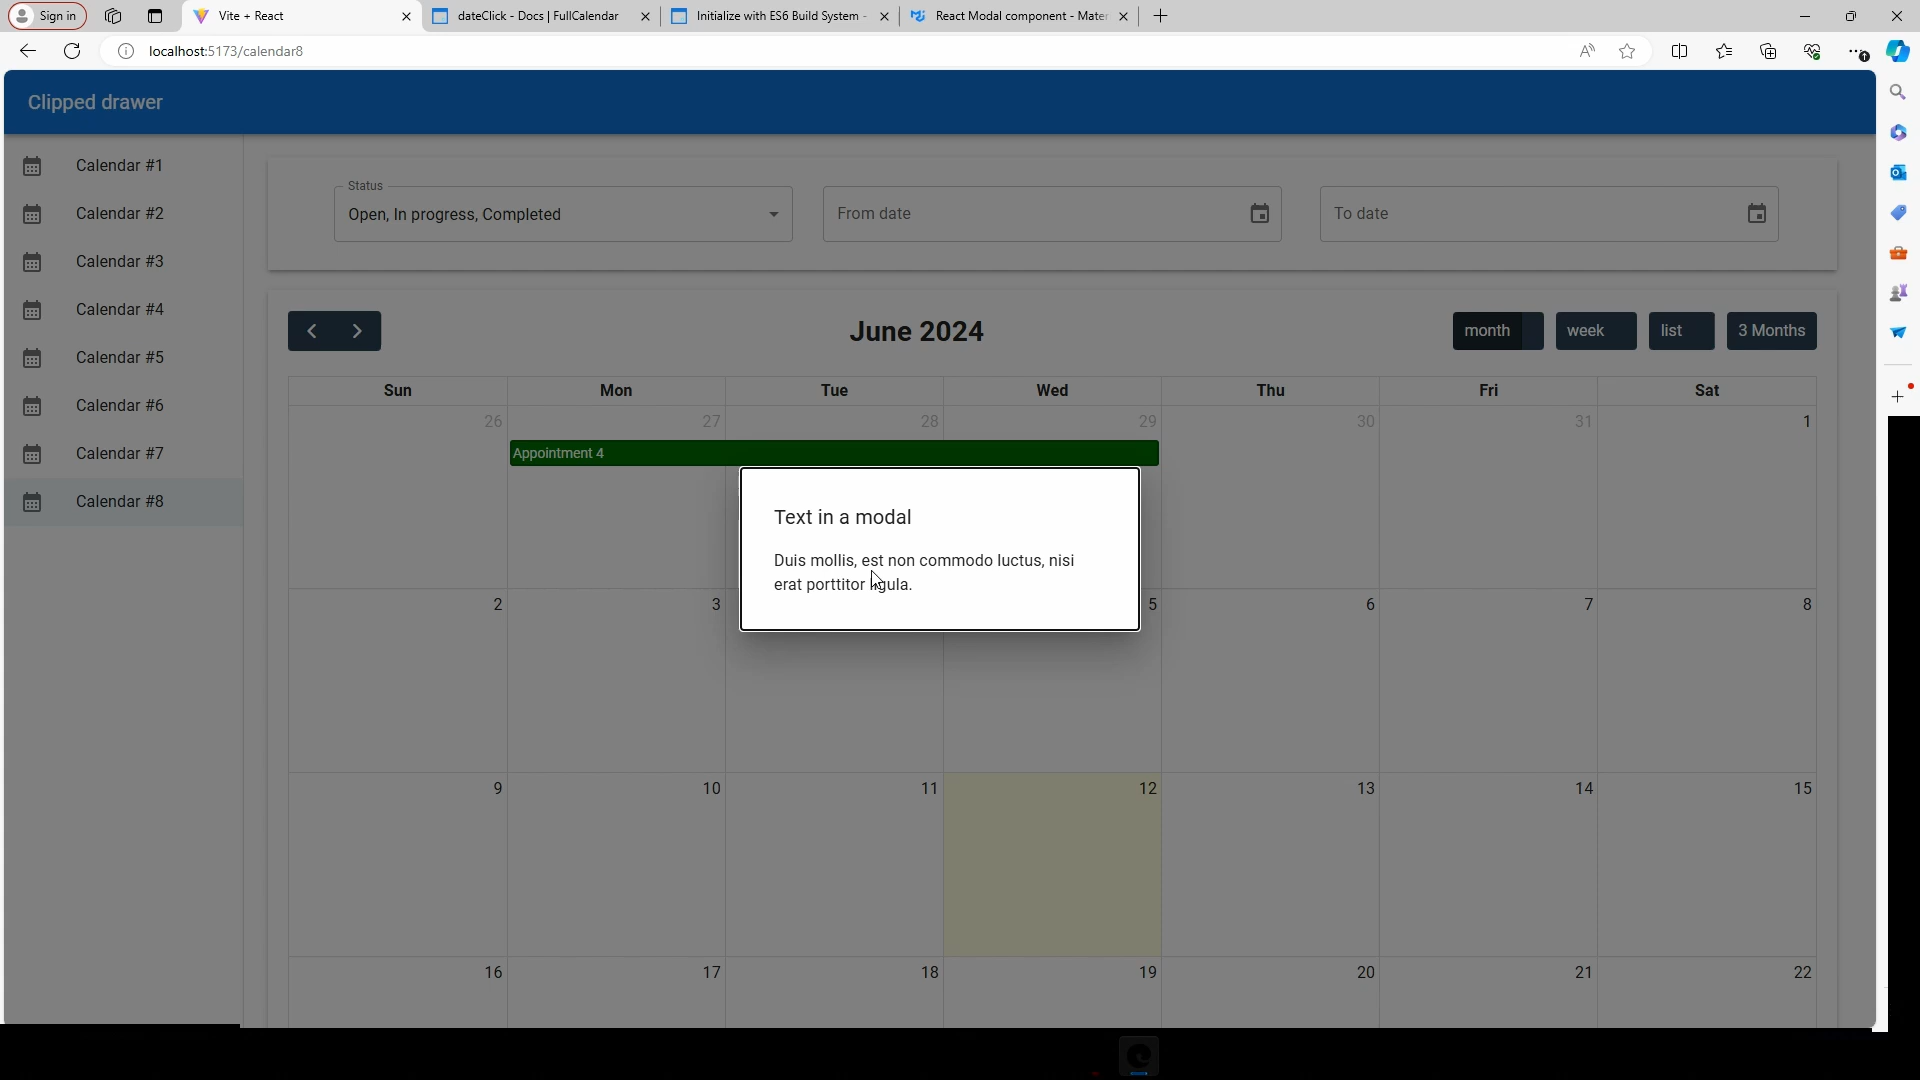 Sign in
Vite + React
dateClick - Docs | FullCalendar
Initialize with ES6 Build System -
React Modal component - Mater
localhost:5173/calendar8
Clipped drawer
Calendar #1
Calendar #2
Calendar #3
Calendar #4
Calendar #5
Calendar #6
Calendar #7
Calendar #8
Status
Open, In progress, Completed
From date
To date
June 2024
month
week
list
3 Months
Sun Mon Tue Wed Thu Fri Sat
26 27 28 29 30 31 1
Appointment 4
Text in a modal
Duis mollis, est non commodo luctus, nisi
erat porttitor ligula.
2 3 5 6 7 8
9 10 11 12 13 14 15
16 17 18 19 20 21 22